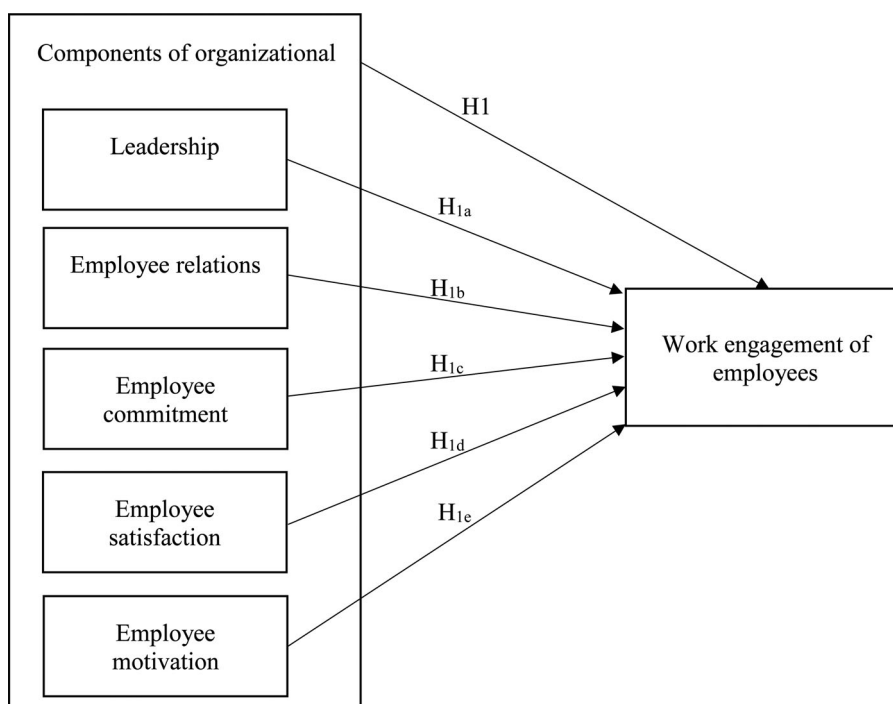 Components of organizational
H1
Leadership
H1a
Employee relations
H1b
Work engagement of
employees
Employee
commitment
H1c
Employee
satisfaction
H1d
Employee
motivation
H1e